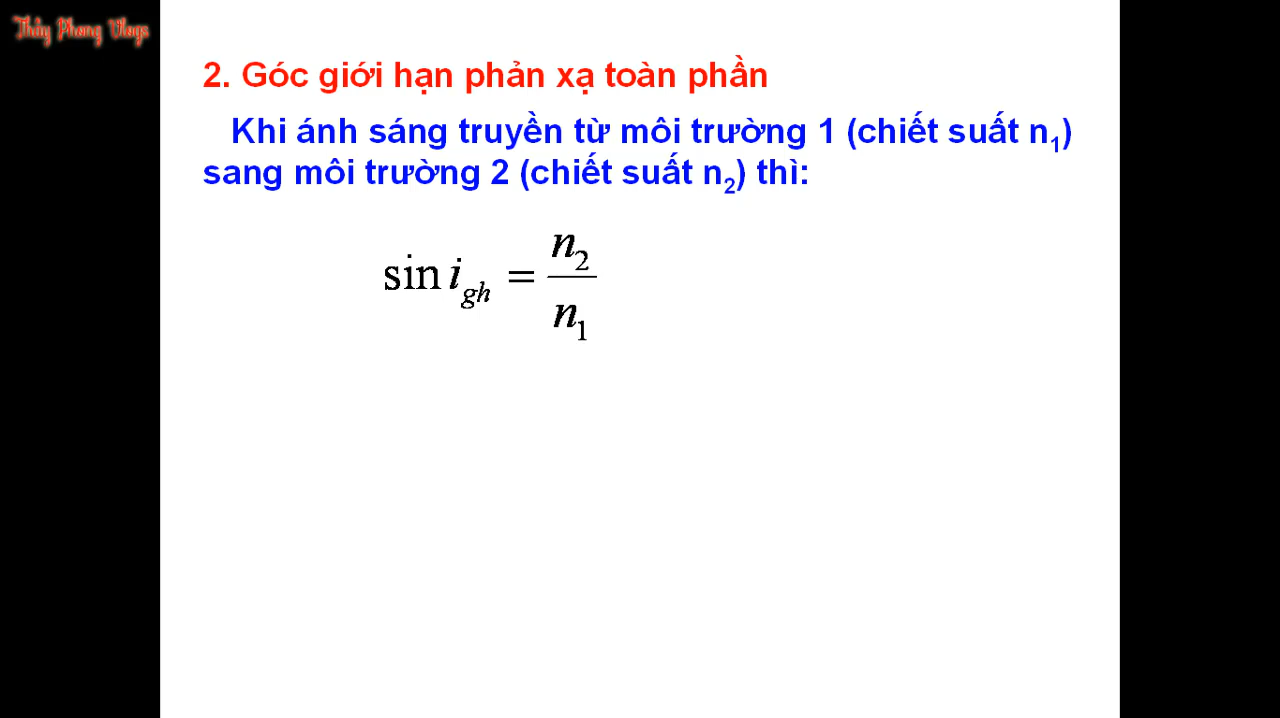 Thầy Phong Vlogs
2. Góc giới hạn phản xạ toàn phần
Khi ánh sáng truyền từ môi trường 1 (chiết suất n₁)
sang môi trường 2 (chiết suất n₂) thì:
sin i_gh = n₂/n₁